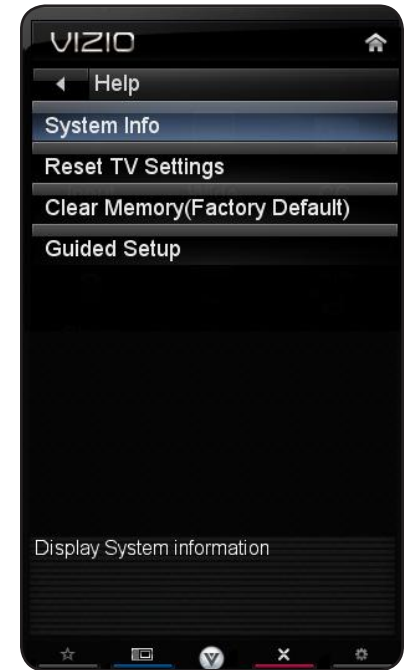 VIZIO
Help
System Info
Reset TV Settings
Clear Memory(Factory Default)
Guided Setup
Display System information
V